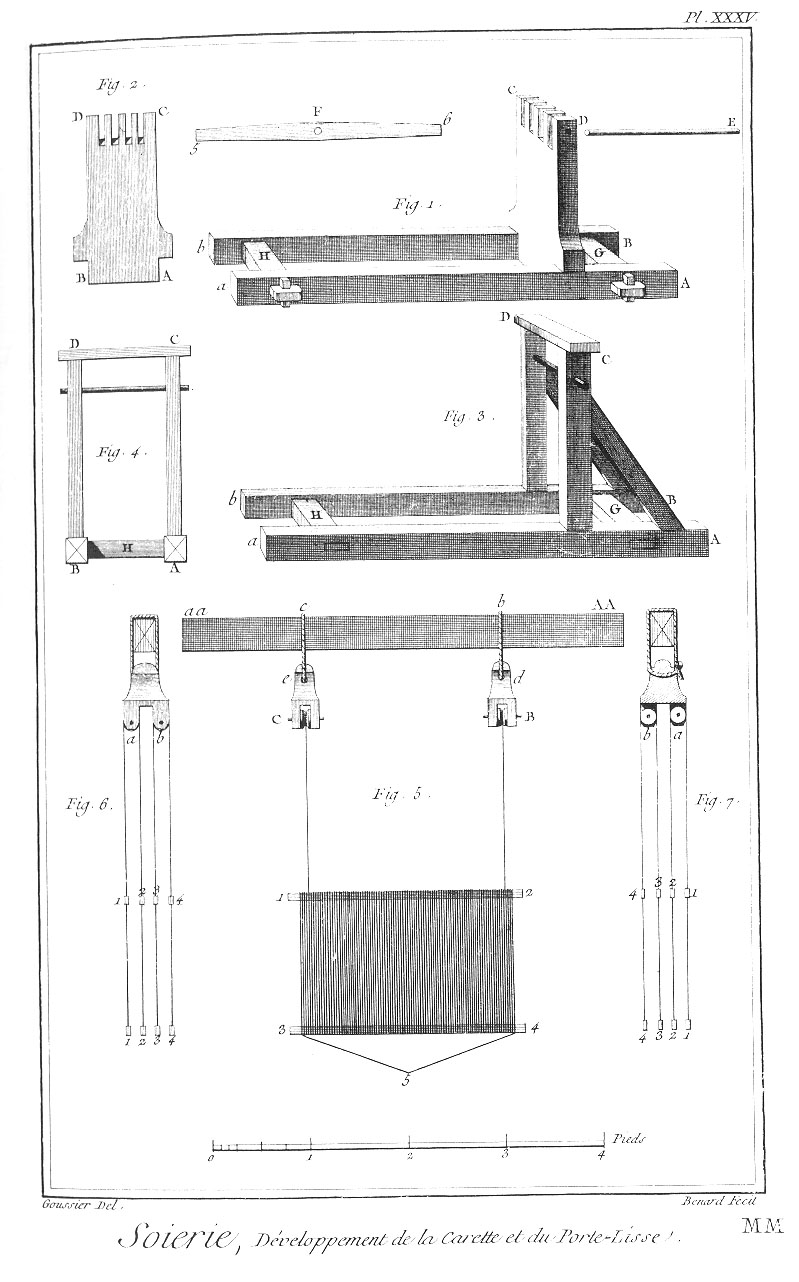 Pl. XXXV.
Fig. 2.
D C
F
5 6
C D E
Fig. 1.
b H G B
a A
B A
D C
D C
Fig. 4.
Fig. 3.
b H G B
a A
H
B A
aa c b AA
e d
C B
a b
b a
Fig. 6.
Fig. 5.
Fig. 7.
1 2 3 4
1 2
4 3 2 1
3 4
1 2 3 4
4 3 2 1
5
Pieds
0 1 2 3 4
Goussier Del.
Benard Fecit
Soierie, Développement de la Carette et du Porte-Lisse.
MM